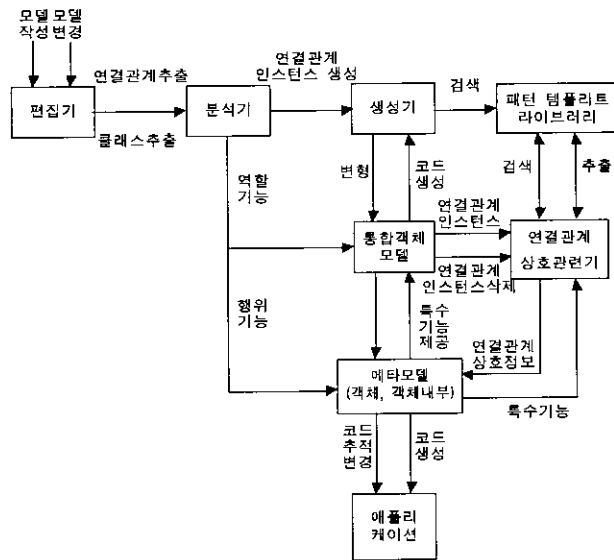 모델 모델
작성 변경
연결관계추출
연결관계
인스턴스 생성
검색
편집기
분석기
생성기
패턴 템플리트
라이브러리
클래스추출
역할
기능
변형
코드
생성
검색
추출
연결관계
인스턴스
통합객체
모델
연결관계
상호관련기
연결관계
인스턴스삭제
행위
기능
특수
기능
제공
연결관계
상호정보
메타모델
(객체, 객체내부)
특수기능
코드
추적
변경
코드
생성
애플리
케이션